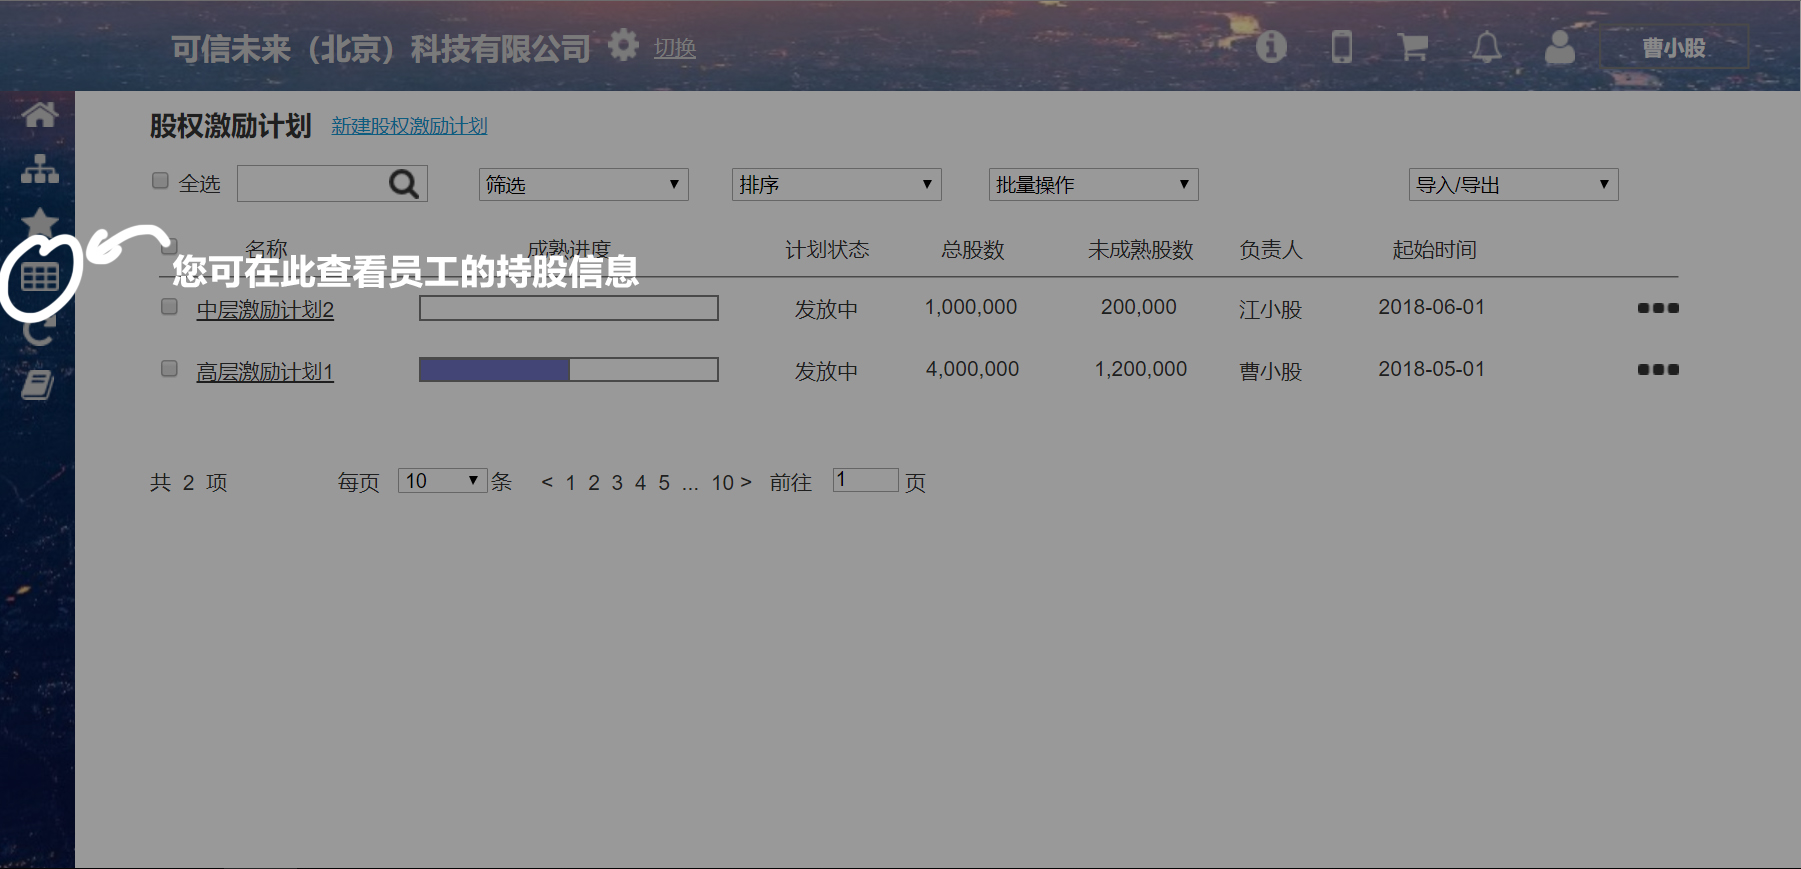 可信未来（北京）科技有限公司 切换 曹小股
股权激励计划 新建股权激励计划
全选 筛选 排序 批量操作 导入/导出
名称 成熟进度 计划状态 总股数 未成熟股数 负责人 起始时间
您可在此查看员工的持股信息
中层激励计划2 发放中 1,000,000 200,000 江小股 2018-06-01
高层激励计划1 发放中 4,000,000 1,200,000 曹小股 2018-05-01
共 2 项 每页 10 条 < 1 2 3 4 5 ... 10 > 前往 1 页